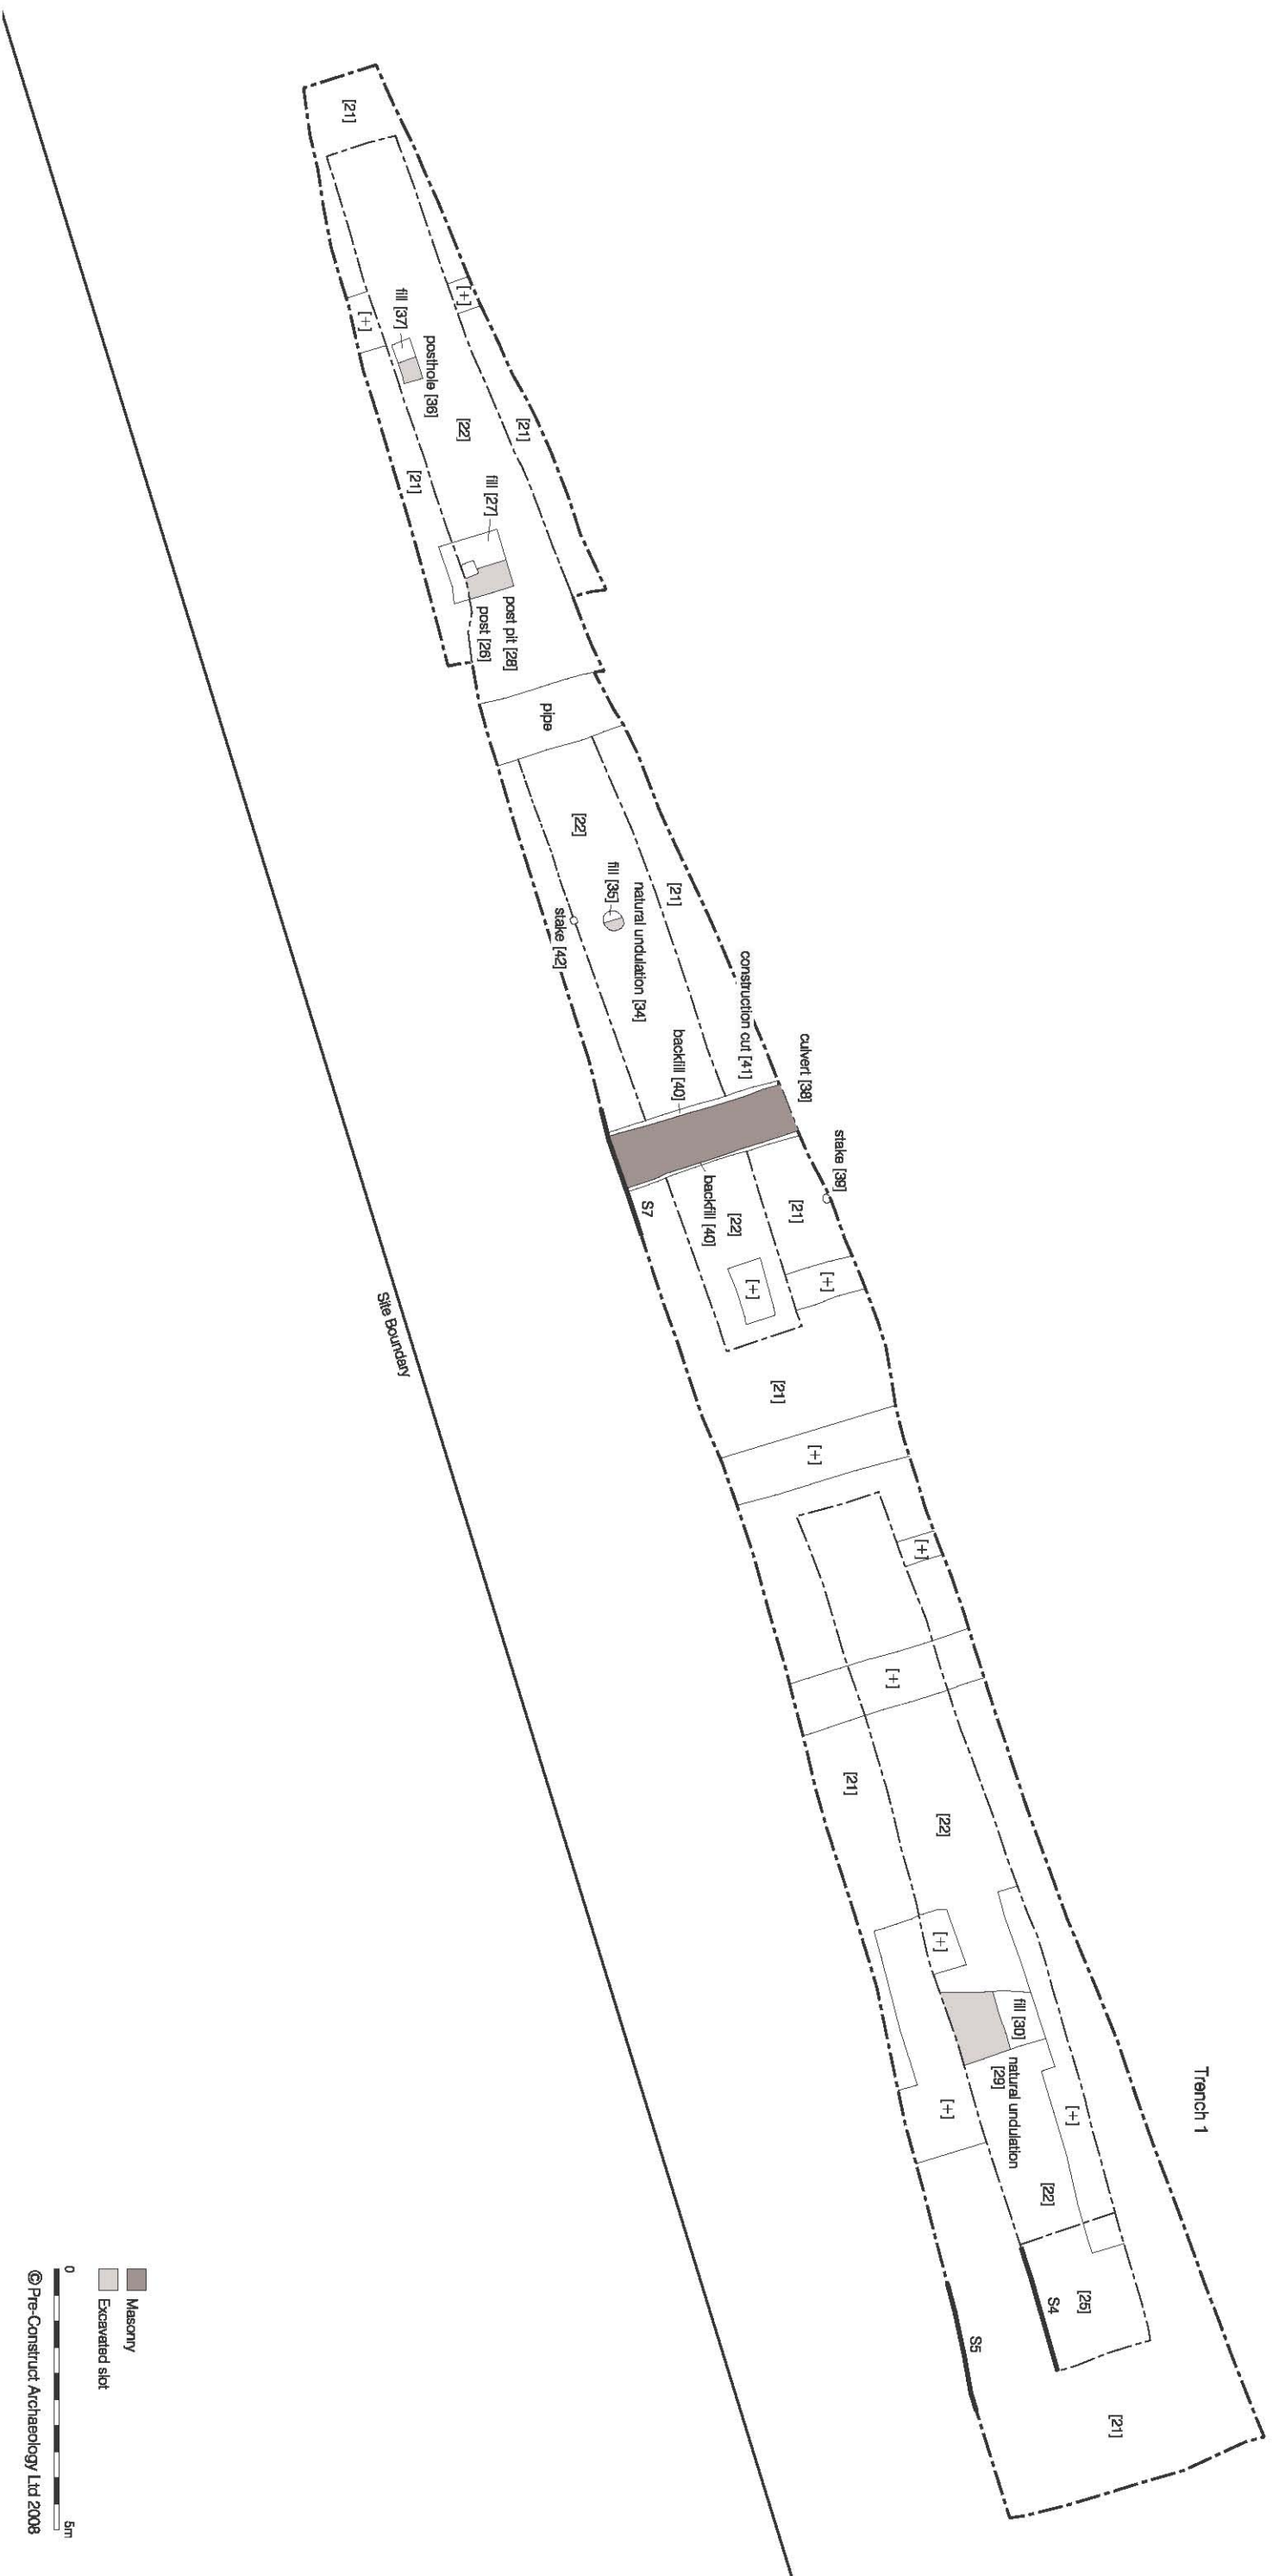 [21]
[+]
[+]
fill [37]
posthole [36]
[22]
[21]
[21]
fill [27]
post pit [28]
post [26]
pipe
[22]
[21]
fill [35]
natural undulation [34]
stake [42]
construction cut [41]
backfill [40]
culvert [38]
stake [39]
backfill [40]
S7
[22]
[21]
[+]
[+]
Site Boundary
[21]
[+]
[+]
[+]
[21]
[22]
[+]
fill [30]
natural undulation
[29]
[+]
[+]
[22]
Trench 1
[25]
S4
S5
[21]
Masonry
Excavated slot
0
5m
© Pre-Construct Archaeology Ltd 2008